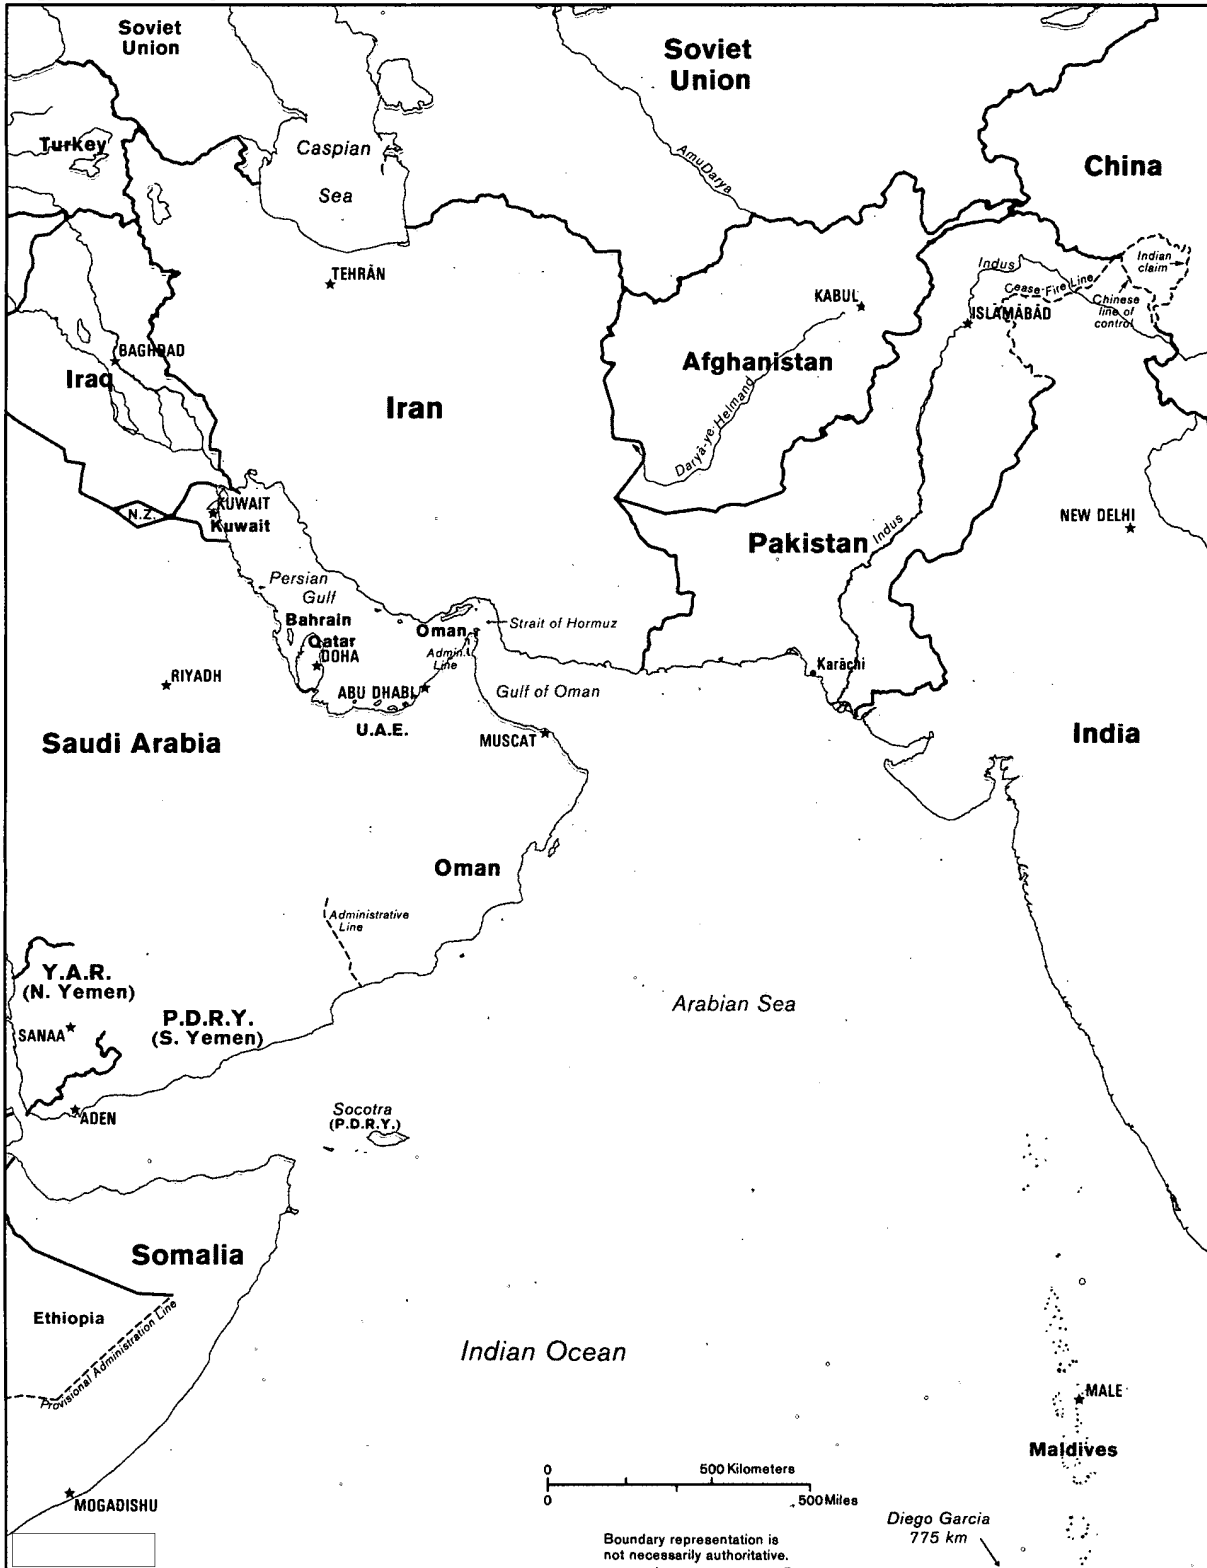 Soviet
Union
Soviet
Union
Turkey
Caspian
Sea
Amu Darya
China
TEHRĀN
KABUL
Indus
Cease-Fire Line
Indian
claim
Chinese
line of
control
ISLĀMĀBĀD
BAGHDAD
Iraq
Iran
Afghanistan
Daryā-ye Helmand
KUWAIT
Kuwait
N.Z.
Pakistan
Indus
NEW DELHI
Persian
Gulf
Bahrain
Qatar
DOHA
Oman
Strait of Hormuz
Admin.
Line
Karāchi
RIYADH
ABU DHABI
Gulf of Oman
U.A.E.
MUSCAT
Saudi Arabia
India
Oman
Administrative
Line
Y.A.R.
(N. Yemen)
SANAA
P.D.R.Y.
(S. Yemen)
Arabian Sea
ADEN
Socotra
(P.D.R.Y.)
Somalia
Ethiopia
Provisional Administration Line
Indian Ocean
MALE
Maldives
MOGADISHU
0 500 Kilometers
0 500 Miles
Diego Garcia
775 km
Boundary representation is
not necessarily authoritative.